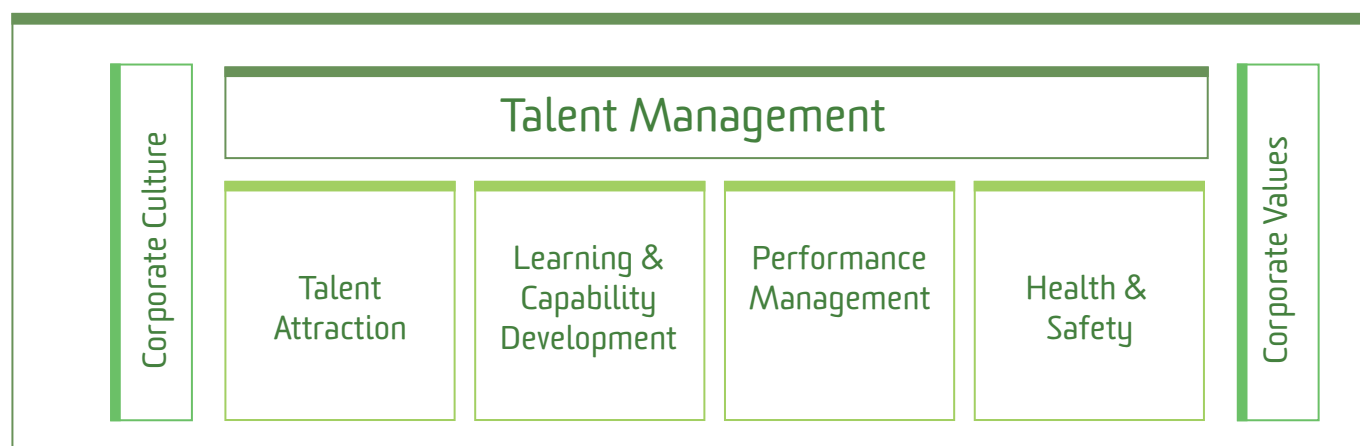 Corporate Culture
Talent Management
Talent
Attraction
Learning &
Capability
Development
Performance
Management
Health &
Safety
Corporate Values